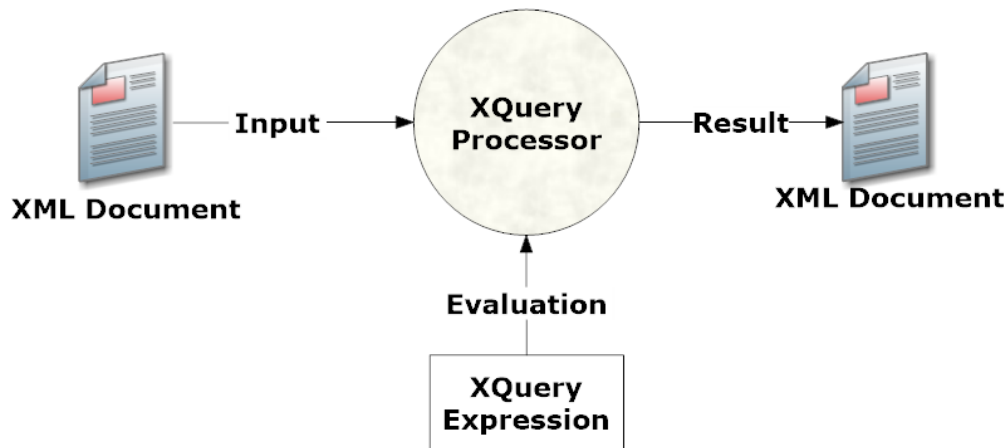 XML Document
Input
XQuery
Processor
Result
XML Document
Evaluation
XQuery
Expression